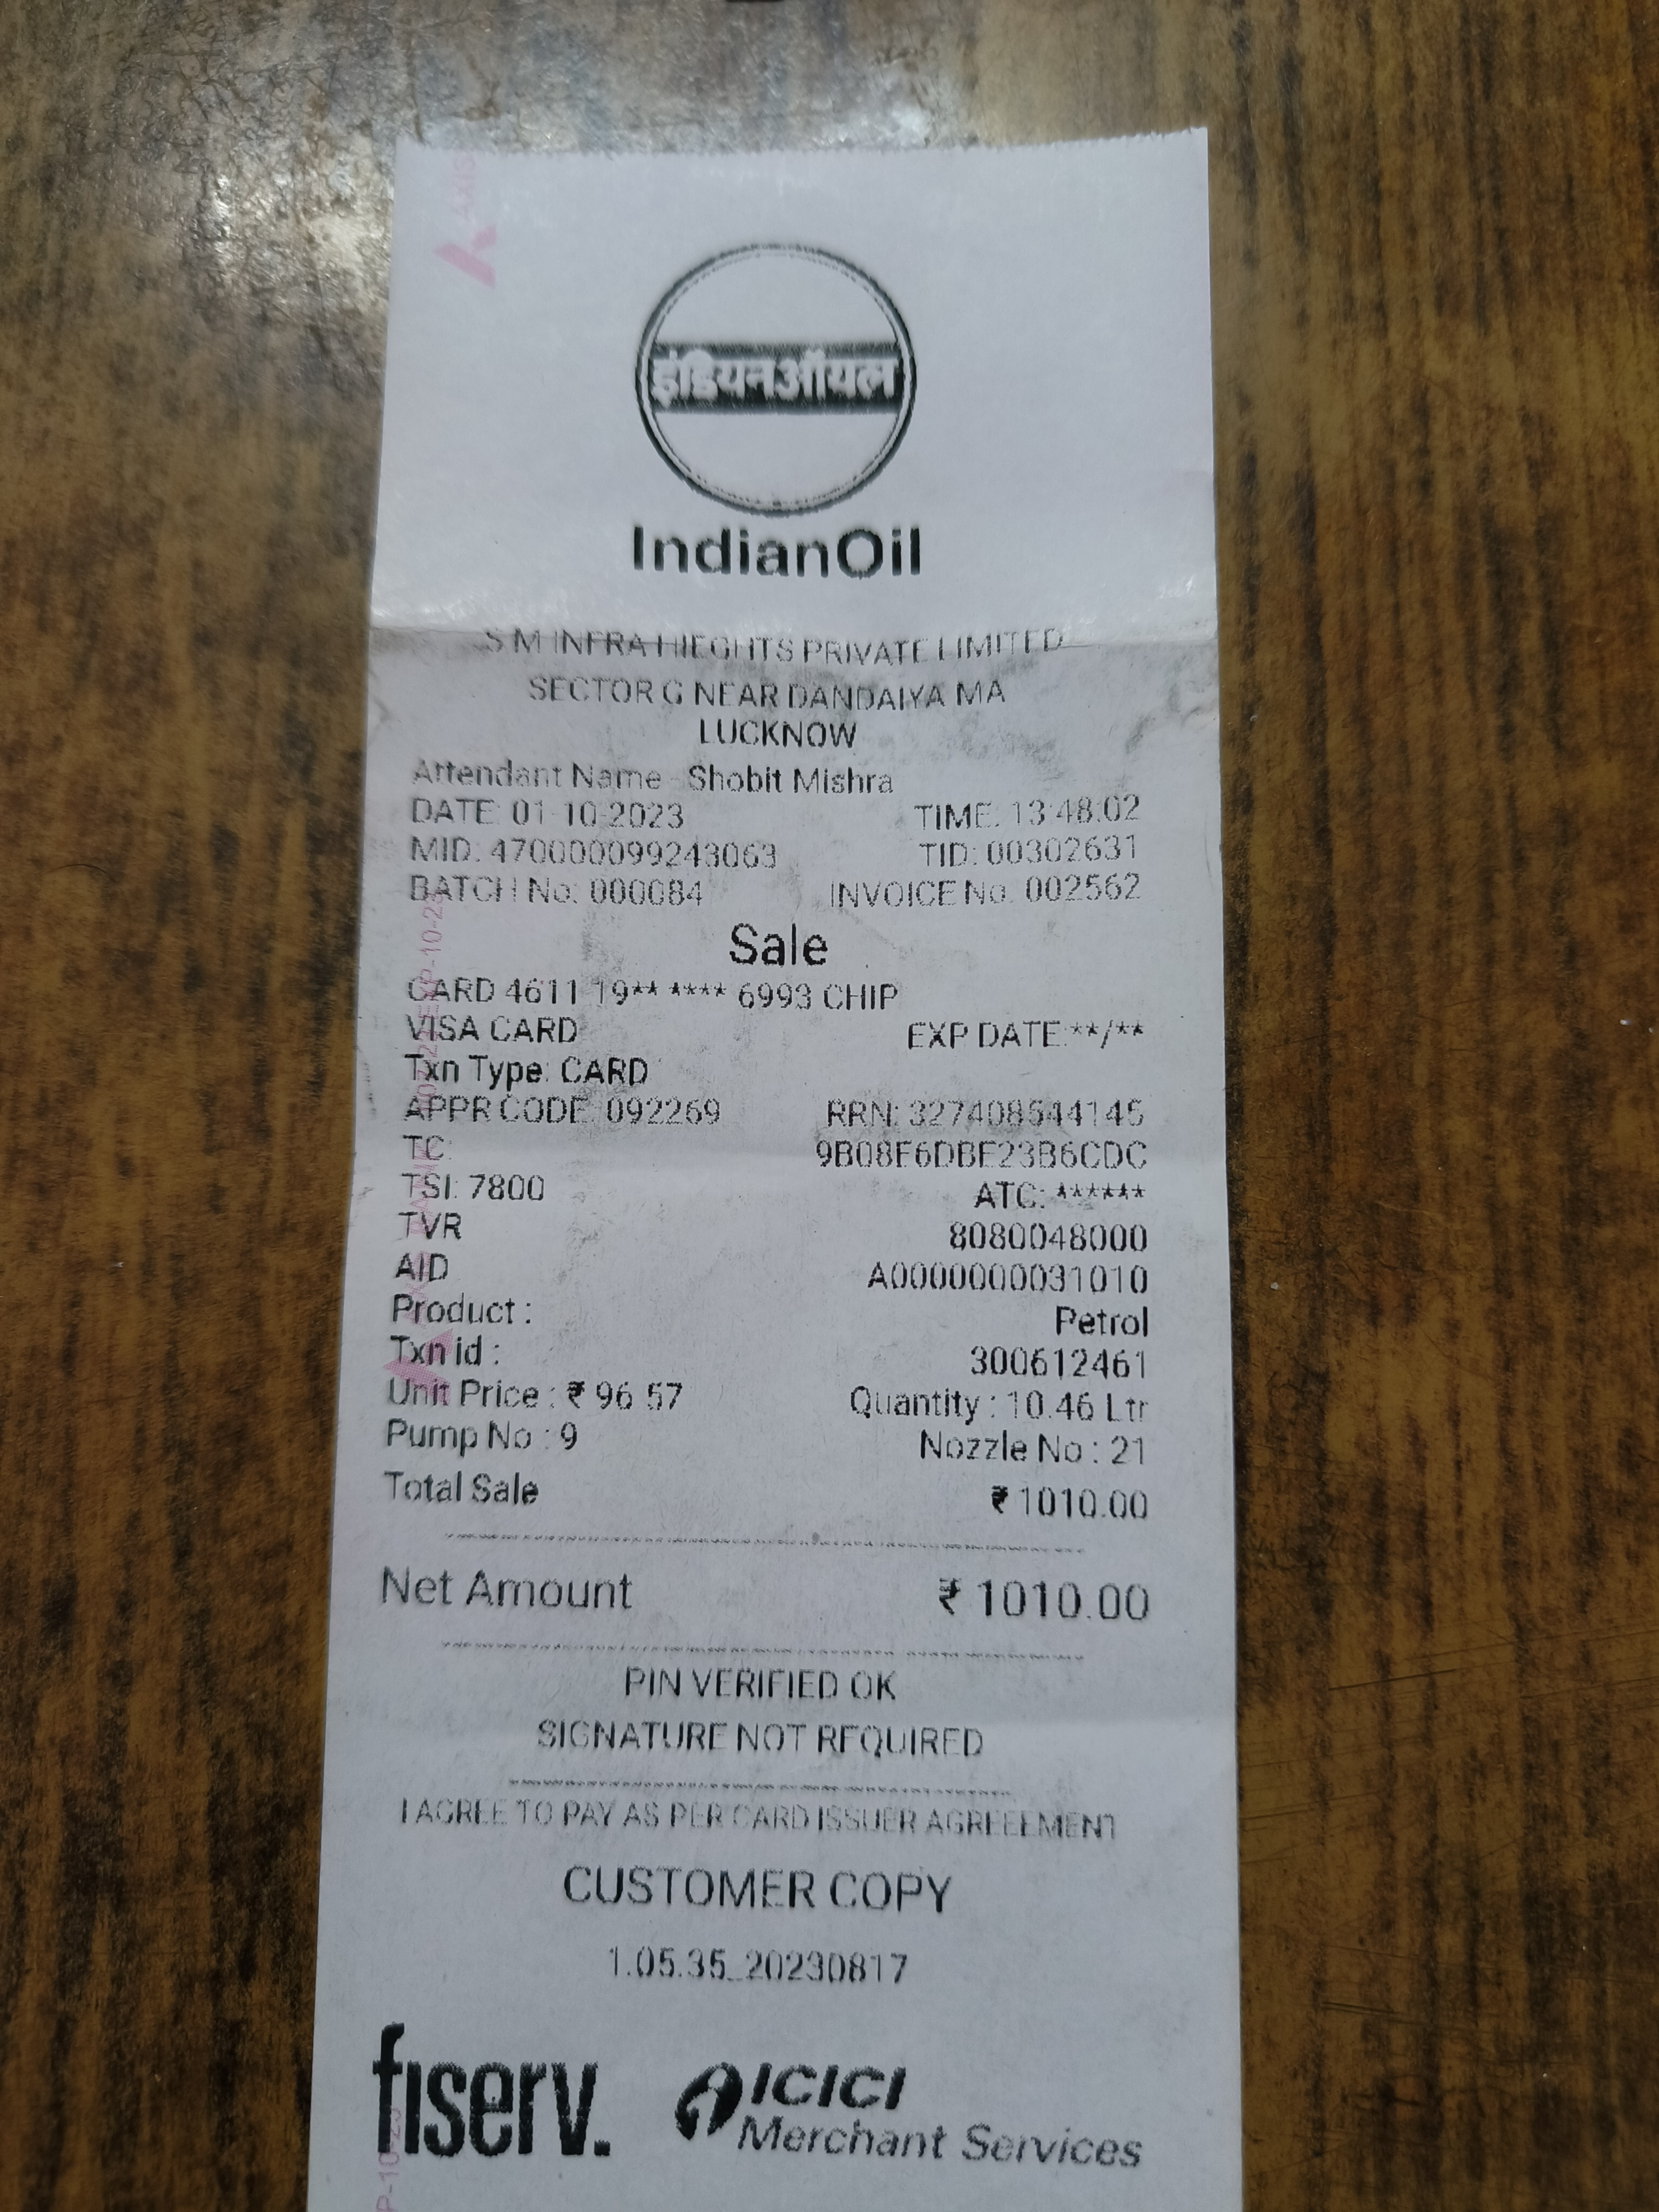 इंडियनऑयल
IndianOil
S M INFRA HIEGHTS PRIVATE LIMITED
SECTOR G NEAR DANDAIYA MA
LUCKNOW
Attendant Name - Shobit Mishra
DATE: 01-10-2023 TIME: 13:48:02
MID: 470000099243063 TID: 00302631
BATCH No: 000084 INVOICE No: 002562
Sale
CARD 4611 19** **** 6993 CHIP
VISA CARD EXP DATE:**/**
Txn Type: CARD
APPR CODE: 092269 RRN: 327408544145
TC: 9B08F6DBF23B6CDC
TSI: 7800 ATC: ******
TVR 8080048000
AID A0000000031010
Product : Petrol
Txn id : 300612461
Unit Price : ₹ 96.57 Quantity : 10.46 Ltr
Pump No : 9 Nozzle No : 21
Total Sale ₹ 1010.00
Net Amount ₹ 1010.00
PIN VERIFIED OK
SIGNATURE NOT REQUIRED
I AGREE TO PAY AS PER CARD ISSUER AGREEEMENT
CUSTOMER COPY
1.05.35_20230817
fiserv. ICICI
Merchant Services